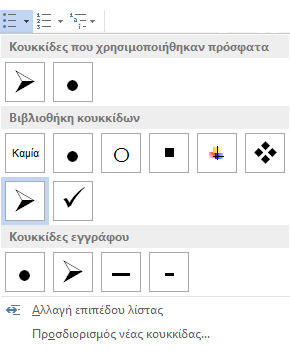 Κουκκίδες που χρησιμοποιήθηκαν πρόσφατα
Βιβλιοθήκη κουκκίδων
Καμία
Κουκκίδες εγγράφου
Αλλαγή επιπέδου λίστας
Προσδιορισμός νέας κουκκίδας...